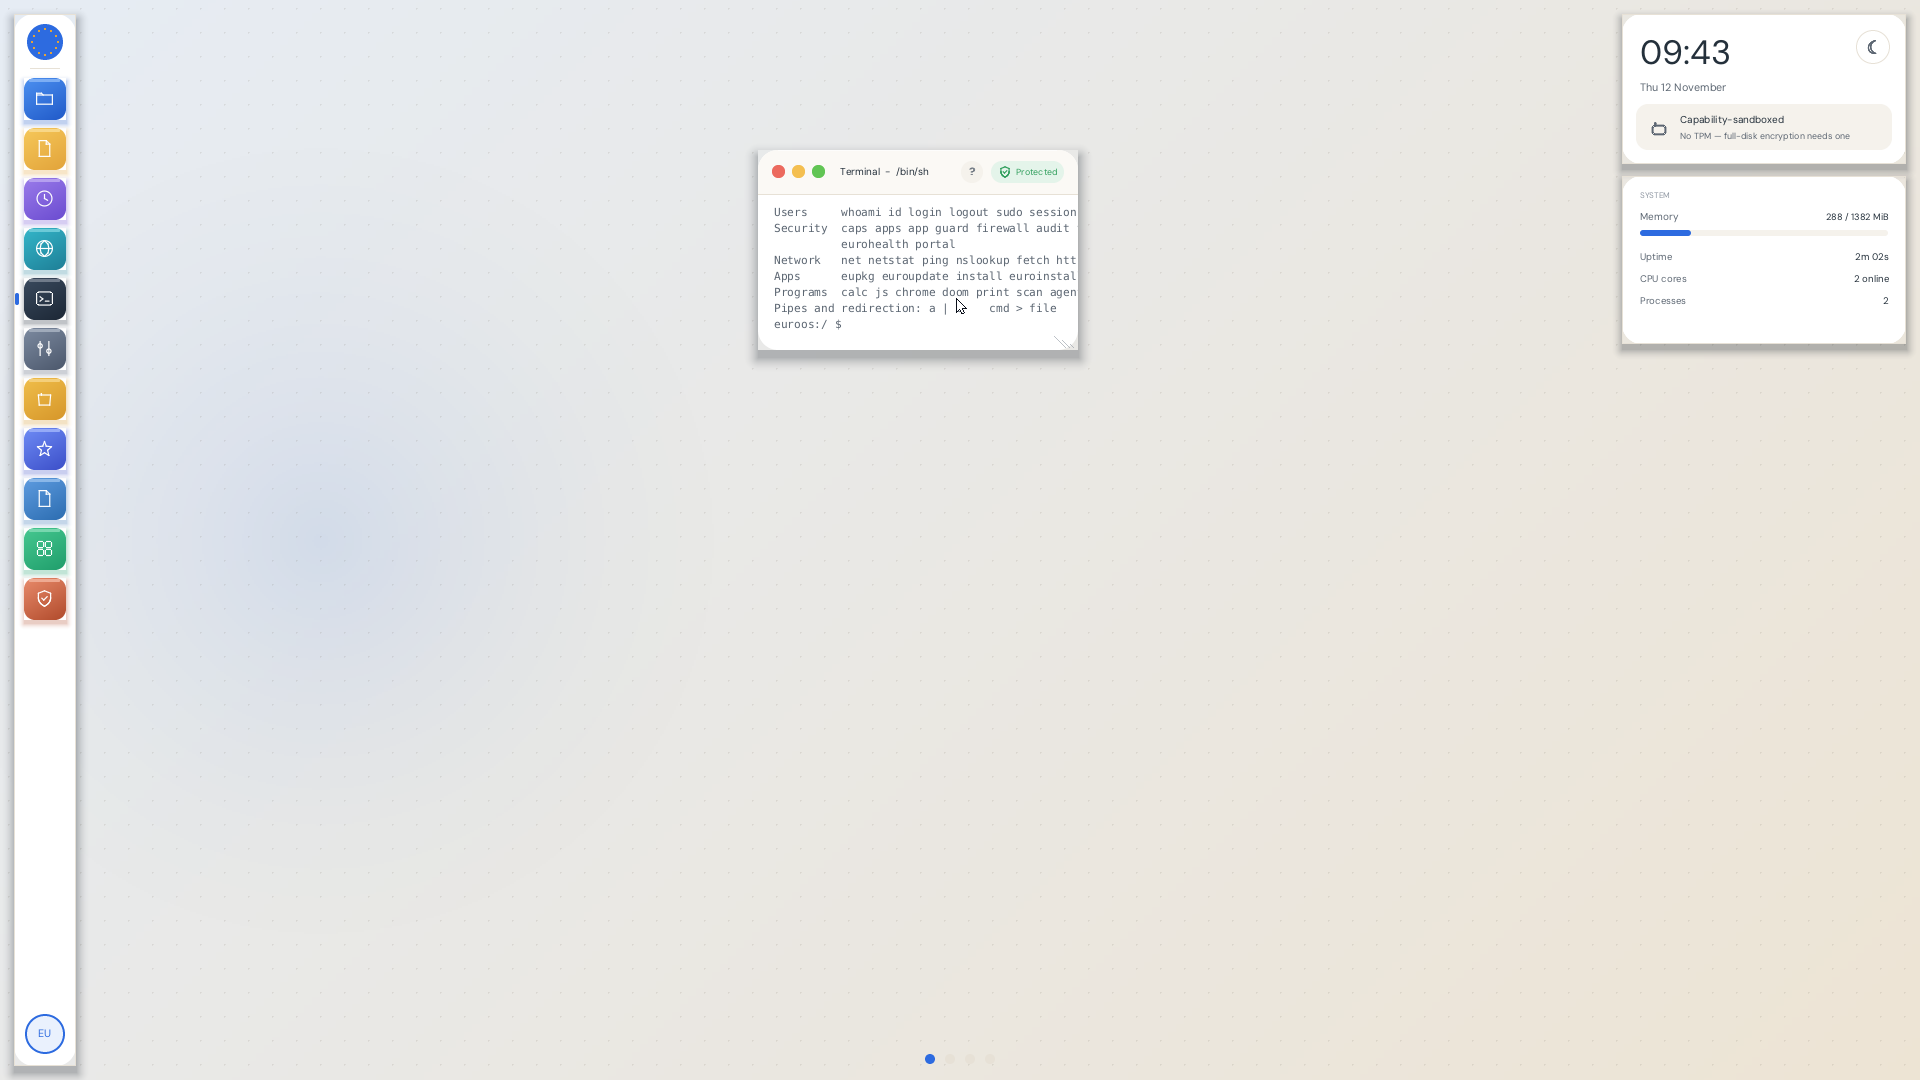 09:43
Thu 12 November
Capability-sandboxed
No TPM — full-disk encryption needs one
Terminal - /bin/sh
?
Protected
Users whoami id login logout sudo session
Security caps apps app guard firewall audit
eurohealth portal
Network net netstat ping nslookup fetch htt
Apps eupkg euroupdate install euroinstal
Programs calc js chrome doom print scan agen
Pipes and redirection: a | cmd > file
euroos:/ $
SYSTEM
Memory 288 / 1382 MiB
Uptime 2m 02s
CPU cores 2 online
Processes 2
EU